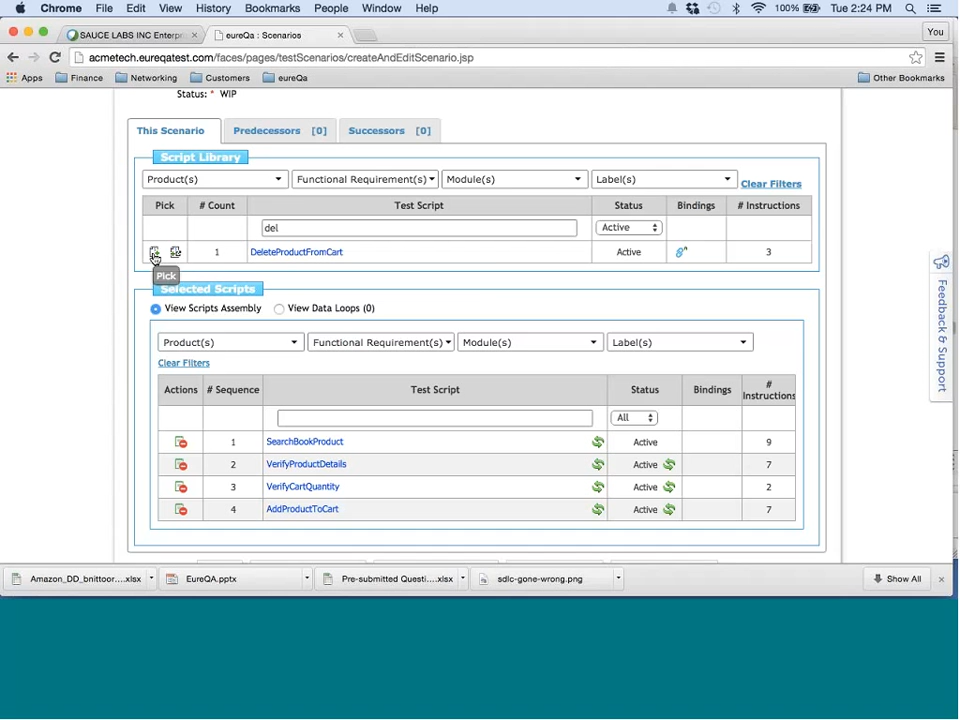 Chrome File Edit View History Bookmarks People Window Help 100% Tue 2:24 PM
SAUCE LABS INC Enterpr eureQa : Scenarios You
acmetech.eureqatest.com/faces/pages/testScenarios/createAndEditScenario.jsp
Apps Finance Networking Customers eureQa Other Bookmarks
Status: * WIP
This Scenario Predecessors [0] Successors [0]
Script Library
Product(s) Functional Requirement(s) Module(s) Label(s) Clear Filters
Pick # Count Test Script Status Bindings # Instructions
del Active
1 DeleteProductFromCart Active 3
Pick
Selected Scripts
View Scripts Assembly View Data Loops (0)
Product(s) Functional Requirement(s) Module(s) Label(s)
Clear Filters
Actions # Sequence Test Script Status Bindings # Instructions
All
1 SearchBookProduct Active 9
2 VerifyProductDetails Active 7
3 VerifyCartQuantity Active 2
4 AddProductToCart Active 7
Feedback & Support
Amazon_DD_bnittoor....xlsx EureQA.pptx Pre-submitted Questi....xlsx sdlc-gone-wrong.png Show All